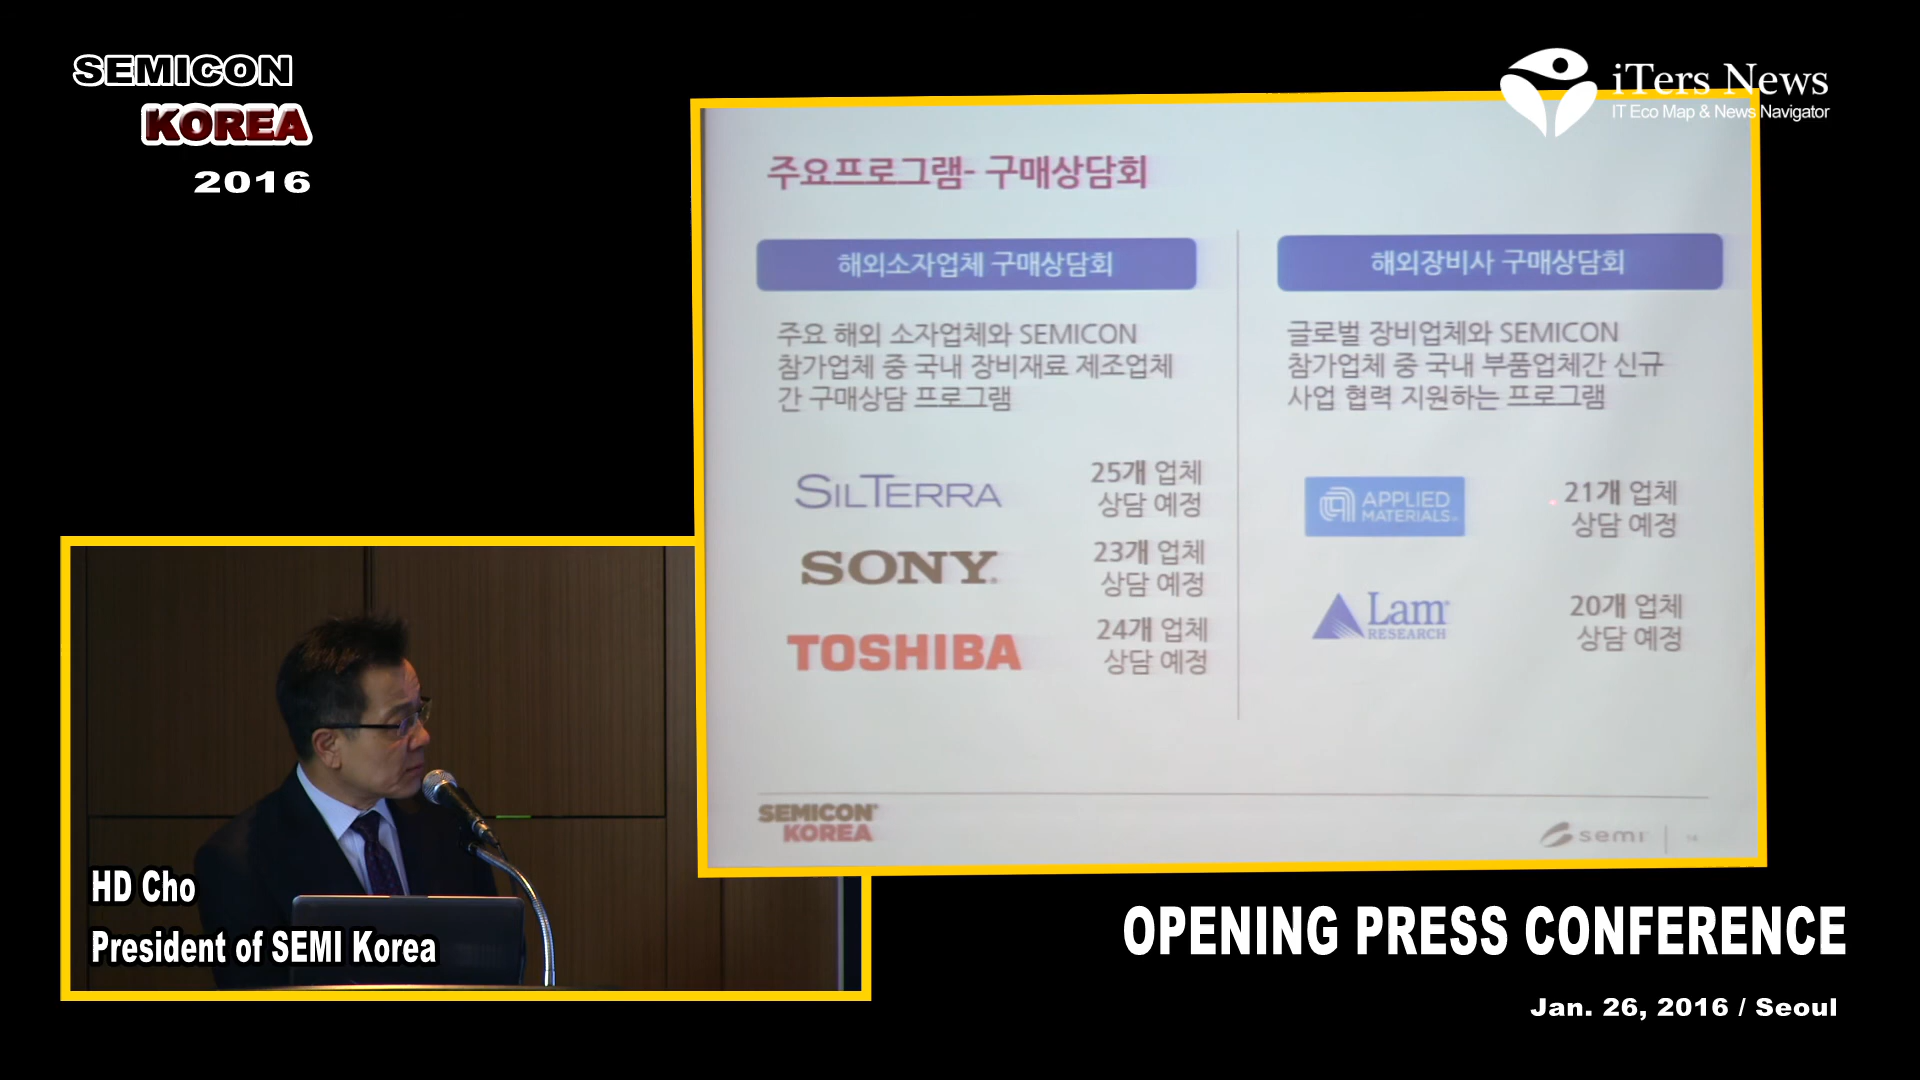 SEMICON
KOREA
2016
iTers News
IT Eco Map & News Navigator
주요프로그램- 구매상담회
해외소자업체 구매상담회
주요 해외 소자업체와 SEMICON
참가업체 중 국내 장비재료 제조업체
간 구매상담 프로그램
SILTERRA
25개 업체
상담 예정
SONY
23개 업체
상담 예정
TOSHIBA
24개 업체
상담 예정
해외장비사 구매상담회
글로벌 장비업체와 SEMICON
참가업체 중 국내 부품업체간 신규
사업 협력 지원하는 프로그램
APPLIED
MATERIALS
21개 업체
상담 예정
Lam
RESEARCH
20개 업체
상담 예정
SEMICON
KOREA
semi
HD Cho
President of SEMI Korea
OPENING PRESS CONFERENCE
Jan. 26, 2016 / Seoul